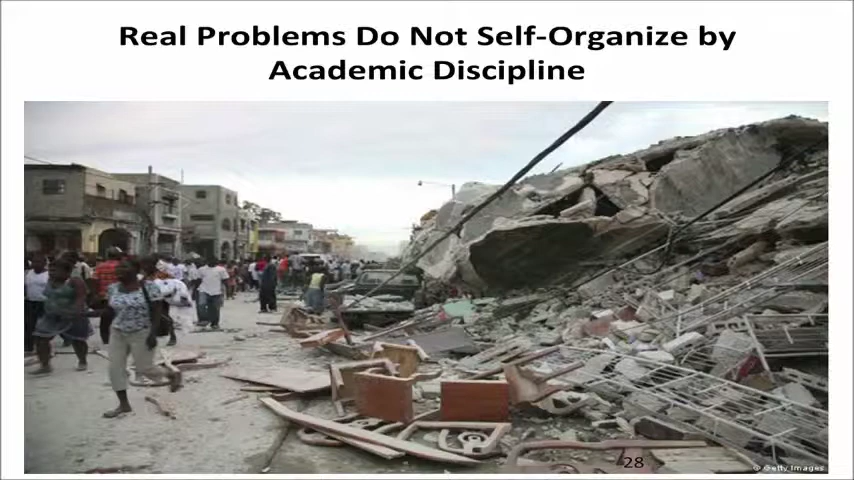 Real Problems Do Not Self-Organize by
Academic Discipline
28
© Getty Images